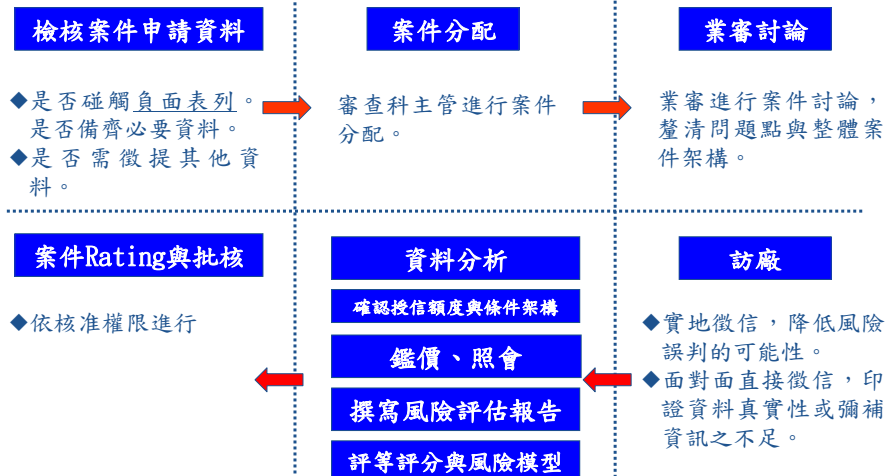 檢核案件申請資料
◆是否碰觸負面表列。
是否備齊必要資料。
◆是否需徵提其他資
料。
案件分配
審查科主管進行案件
分配。
業審討論
業審進行案件討論，
釐清問題點與整體案
件架構。
訪廠
◆實地徵信，降低風險
誤判的可能性。
◆面對面直接徵信，印
證資料真實性或彌補
資訊之不足。
資料分析
確認授信額度與條件架構
鑑價、照會
撰寫風險評估報告
評等評分與風險模型
案件Rating與批核
◆依核准權限進行